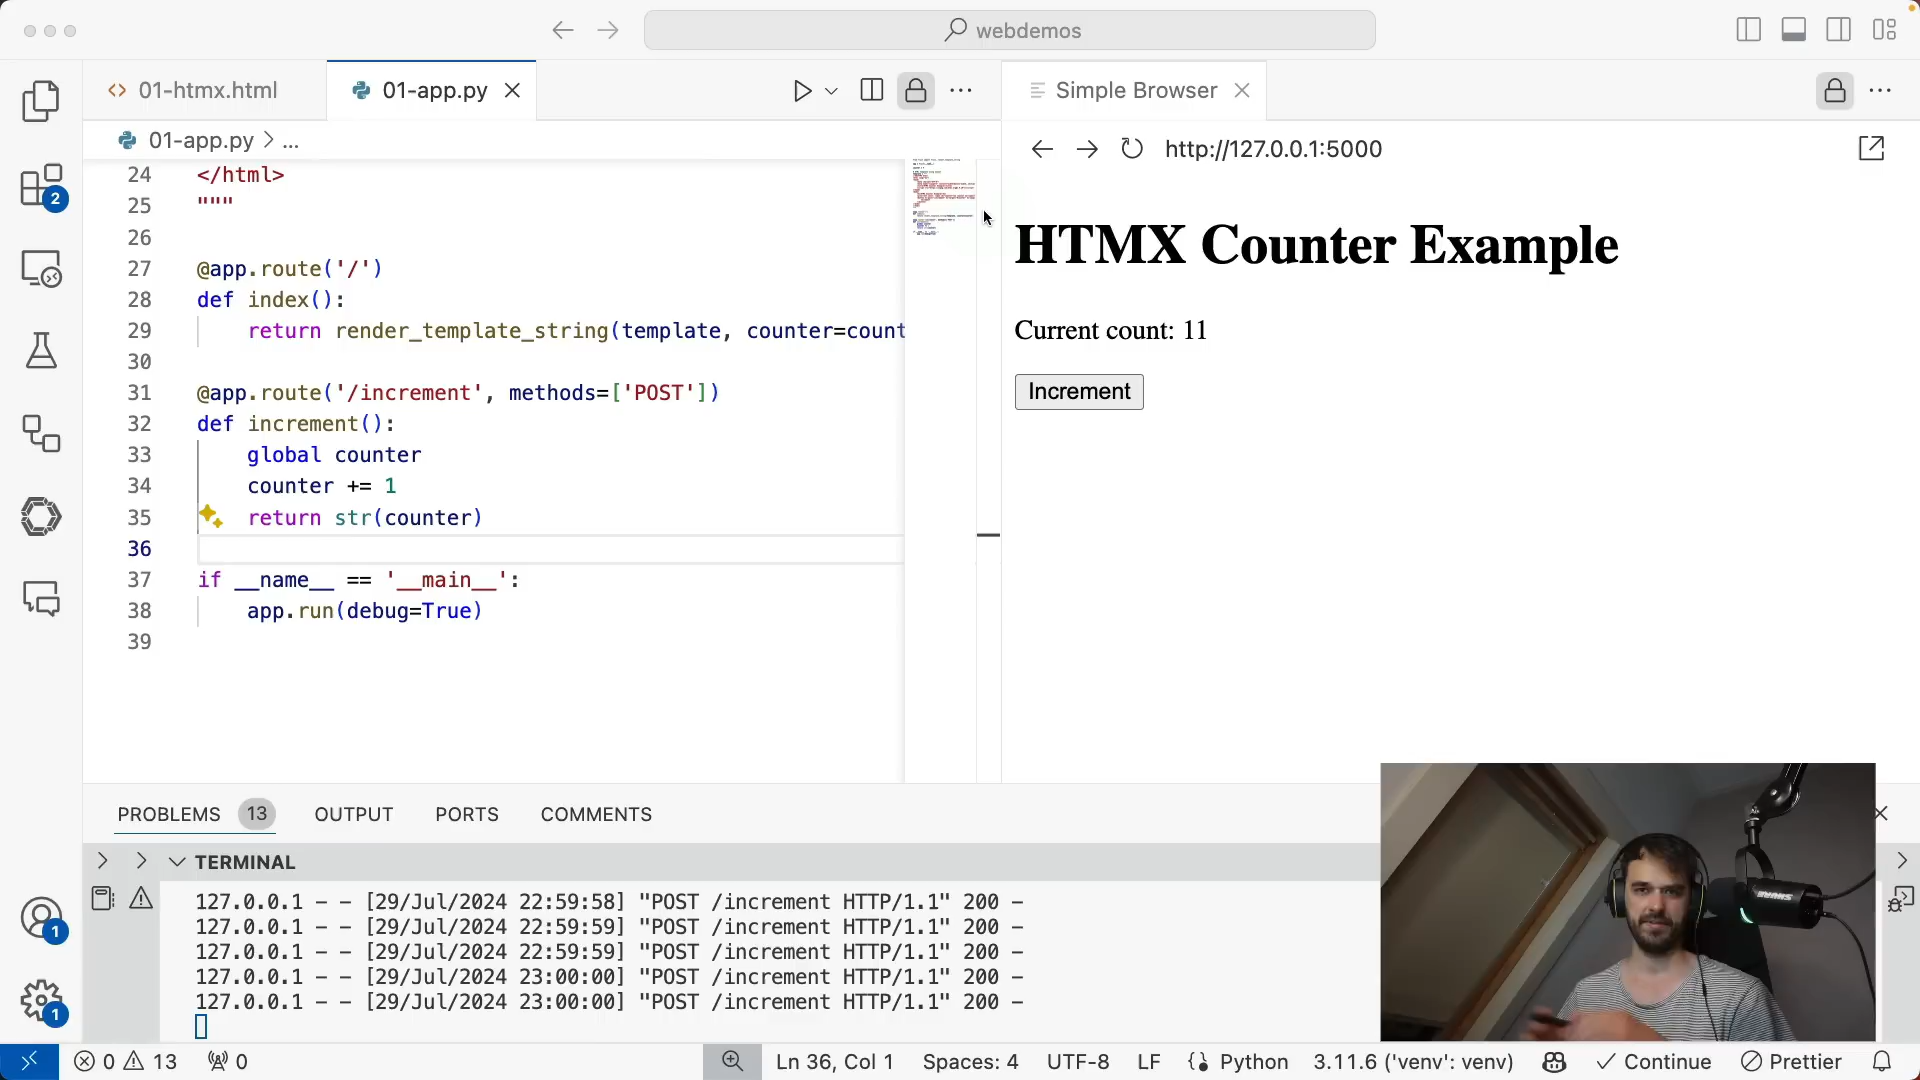 webdemos
01-htmx.html
01-app.py
Simple Browser
01-app.py > ...
http://127.0.0.1:5000
24 </html>
25 """
26
27 @app.route('/')
28 def index():
29 return render_template_string(template, counter=count
30
31 @app.route('/increment', methods=['POST'])
32 def increment():
33 global counter
34 counter += 1
35 return str(counter)
36
37 if __name__ == '__main__':
38 app.run(debug=True)
39
HTMX Counter Example
Current count: 11
Increment
2
PROBLEMS 13 OUTPUT PORTS COMMENTS
TERMINAL
127.0.0.1 - - [29/Jul/2024 22:59:58] "POST /increment HTTP/1.1" 200 -
127.0.0.1 - - [29/Jul/2024 22:59:59] "POST /increment HTTP/1.1" 200 -
127.0.0.1 - - [29/Jul/2024 22:59:59] "POST /increment HTTP/1.1" 200 -
127.0.0.1 - - [29/Jul/2024 23:00:00] "POST /increment HTTP/1.1" 200 -
127.0.0.1 - - [29/Jul/2024 23:00:00] "POST /increment HTTP/1.1" 200 -
1
1
0 13 0 Ln 36, Col 1 Spaces: 4 UTF-8 LF Python 3.11.6 ('venv': venv) Continue Prettier